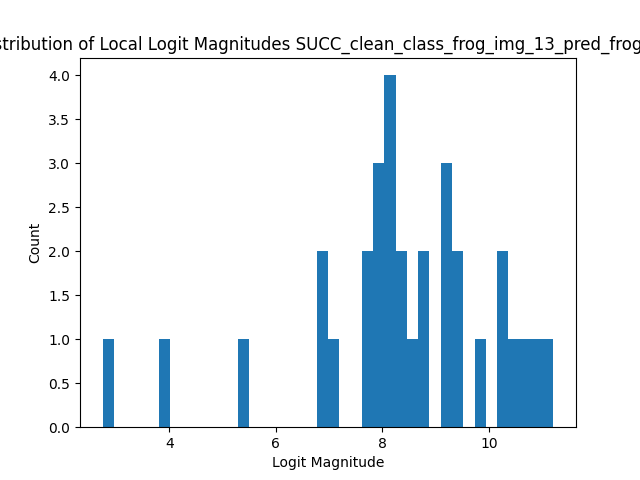 stribution of Local Logit Magnitudes SUCC_clean_class_frog_img_13_pred_frog
4.0
3.5
3.0
2.5
2.0
1.5
1.0
0.5
0.0
Count
4 6 8 10
Logit Magnitude